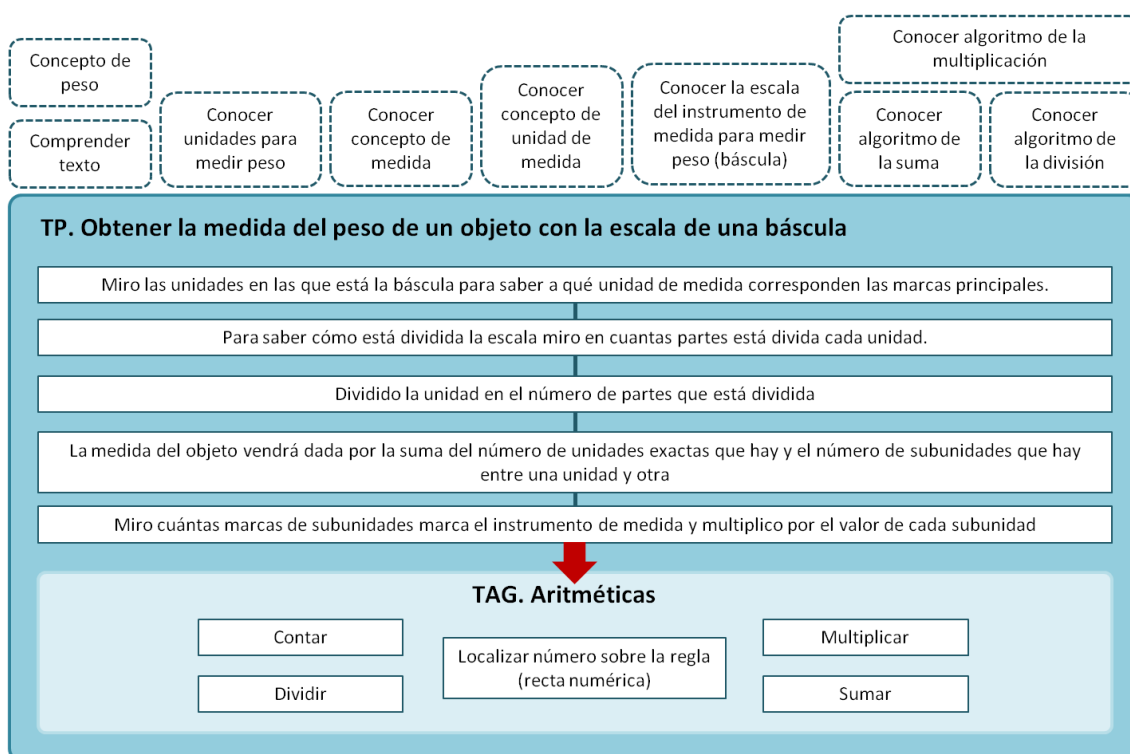 Concepto de
peso
Comprender
texto
Conocer
unidades para
medir peso
Conocer
concepto de
medida
Conocer
concepto de
unidad de
medida
Conocer la escala
del instrumento de
medida para medir
peso (báscula)
Conocer algoritmo de la
multiplicación
Conocer
algoritmo de
la suma
Conocer
algoritmo de
la división
TP. Obtener la medida del peso de un objeto con la escala de una báscula
Miro las unidades en las que está la báscula para saber a qué unidad de medida corresponden las marcas principales.
Para saber cómo está dividida la escala miro en cuantas partes está divida cada unidad.
Dividido la unidad en el número de partes que está dividida
La medida del objeto vendrá dada por la suma del número de unidades exactas que hay y el número de subunidades que hay
entre una unidad y otra
Miro cuántas marcas de subunidades marca el instrumento de medida y multiplico por el valor de cada subunidad
TAG. Aritméticas
Contar
Dividir
Localizar número sobre la regla
(recta numérica)
Multiplicar
Sumar